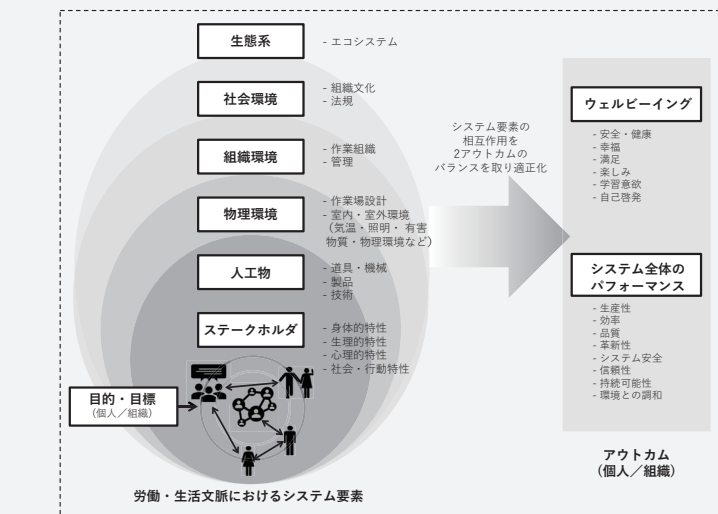 生態系
- エコシステム
社会環境
- 組織文化
- 法規
組織環境
- 作業組織
- 管理
物理環境
- 作業場設計
- 室内・室外環境
（気温・照明・ 有害
物質・物理環境など）
人工物
- 道具・機械
- 製品
- 技術
ステークホルダ
- 身体的特性
- 生理的特性
- 心理的特性
- 社会・行動特性
目的・目標
（個人／組織）
労働・生活文脈におけるシステム要素
システム要素の
相互作用を
2アウトカムの
バランスを取り適正化
ウェルビーイング
- 安全・健康
- 幸福
- 満足
- 楽しみ
- 学習意欲
- 自己啓発
システム全体の
パフォーマンス
- 生産性
- 効率
- 品質
- 革新性
- システム安全
- 信頼性
- 持続可能性
- 環境との調和
アウトカム
（個人／組織）